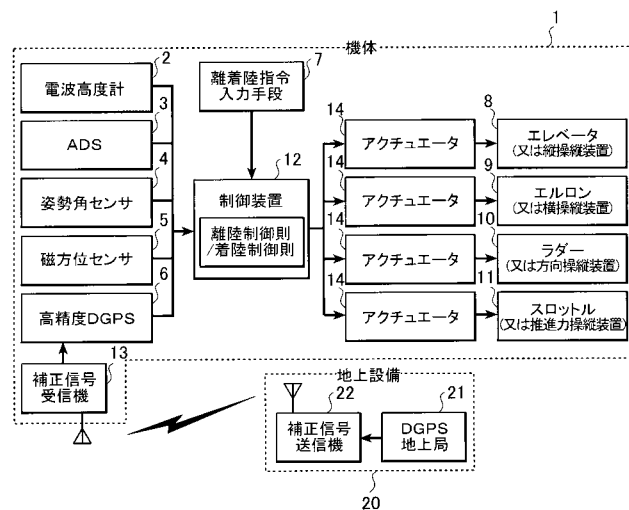 1
機体
2
電波高度計
3
ADS
4
姿勢角センサ
5
磁方位センサ
6
高精度DGPS
13
補正信号
受信機
7
離着陸指令
入力手段
12
制御装置
離陸制御則
/着陸制御則
14
アクチュエータ
14
アクチュエータ
14
アクチュエータ
14
アクチュエータ
8
エレベータ
(又は縦操縦装置)
9
エルロン
(又は横操縦装置)
10
ラダー
(又は方向操縦装置)
11
スロットル
(又は推進力操縦装置)
地上設備
22
補正信号
送信機
21
DGPS
地上局
20